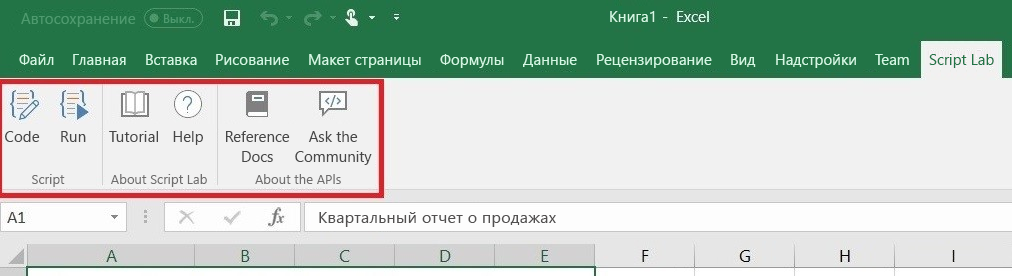 Автосохранение Выкл. Книга1 - Excel
Файл Главная Вставка Рисование Макет страницы Формулы Данные Рецензирование Вид Надстройки Team Script Lab
Code Run Tutorial Help Reference Docs Ask the Community
Script About Script Lab About the APIs
A1 fx Квартальный отчет о продажах
A B C D E F G H I